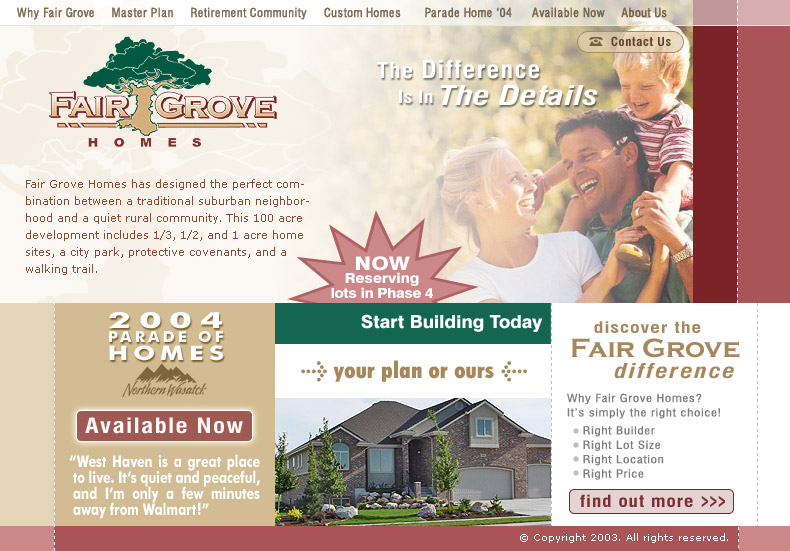 Why Fair Grove Master Plan Retirement Community Custom Homes Parade Home '04 Available Now About Us
Contact Us
The Difference
Is In The Details
FAIR GROVE
HOMES
Fair Grove Homes has designed the perfect com-
bination between a traditional suburban neighbor-
hood and a quiet rural community. This 100 acre
development includes 1/3, 1/2, and 1 acre home
sites, a city park, protective covenants, and a
walking trail.
NOW
Reserving
lots in Phase 4
2004
PARADE OF
HOMES
Northern Wasatch
Available Now
"West Haven is a great place
to live. It's quiet and peaceful,
and I'm only a few minutes
away from Walmart!"
Start Building Today
your plan or ours
discover the
FAIR GROVE
difference
Why Fair Grove Homes?
It's simply the right choice!
Right Builder
Right Lot Size
Right Location
Right Price
find out more >>>
© Copyright 2003. All rights reserved.